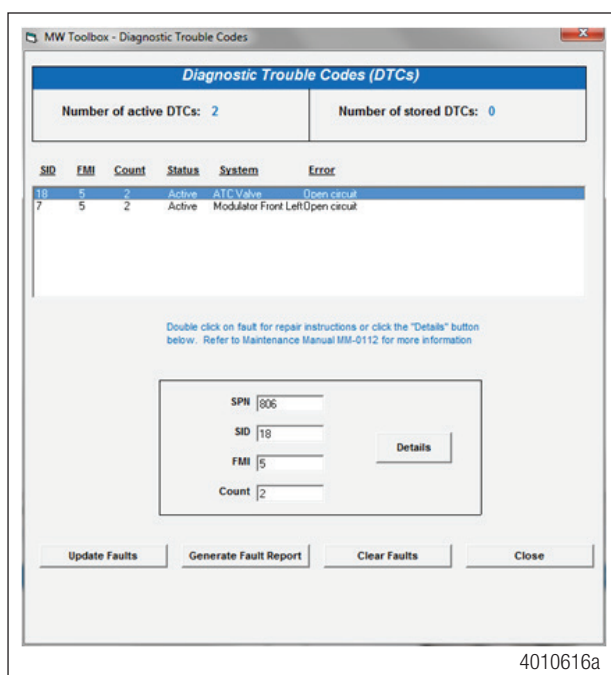 MW Toolbox - Diagnostic Trouble Codes
Diagnostic Trouble Codes (DTCs)
Number of active DTCs: 2 Number of stored DTCs: 0
SID FMI Count Status System Error
18 5 2 Active ATC Valve Open circuit
7 5 2 Active Modulator Front Left Open circuit
Double click on fault for repair instructions or click the "Details" button
below. Refer to Maintenance Manual MM-0112 for more information
SPN 806
SID 18
Details
FMI 5
Count 2
Update Faults Generate Fault Report Clear Faults Close
4010616a